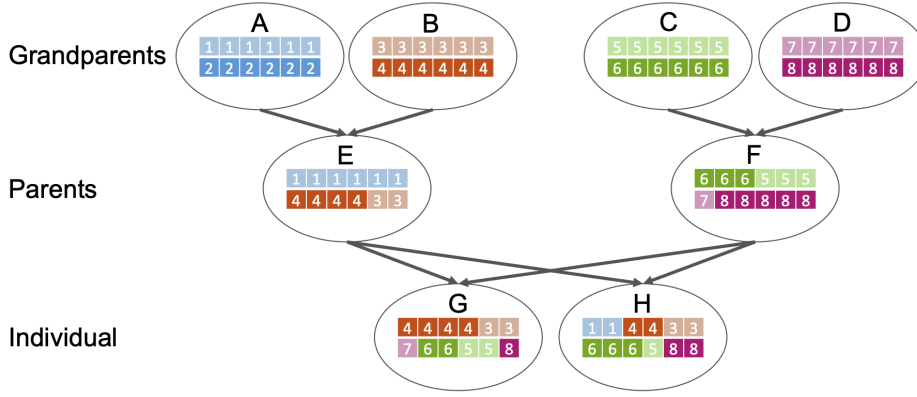 Grandparents
A
1 1 1 1 1 1
2 2 2 2 2 2
B
3 3 3 3 3 3
4 4 4 4 4 4
C
5 5 5 5 5 5
6 6 6 6 6 6
D
7 7 7 7 7 7
8 8 8 8 8 8
Parents
E
1 1 1 1 1 1
4 4 4 4 3 3
F
6 6 6 5 5 5
7 8 8 8 8 8
Individual
G
4 4 4 4 3 3
7 6 6 5 5 8
H
1 1 4 4 3 3
6 6 6 5 8 8